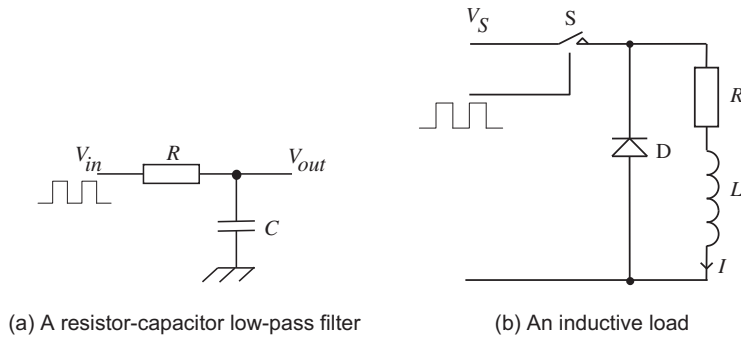 V_in
R
V_out
C
(a) A resistor-capacitor low-pass filter
V_S
S
D
R
L
I
(b) An inductive load